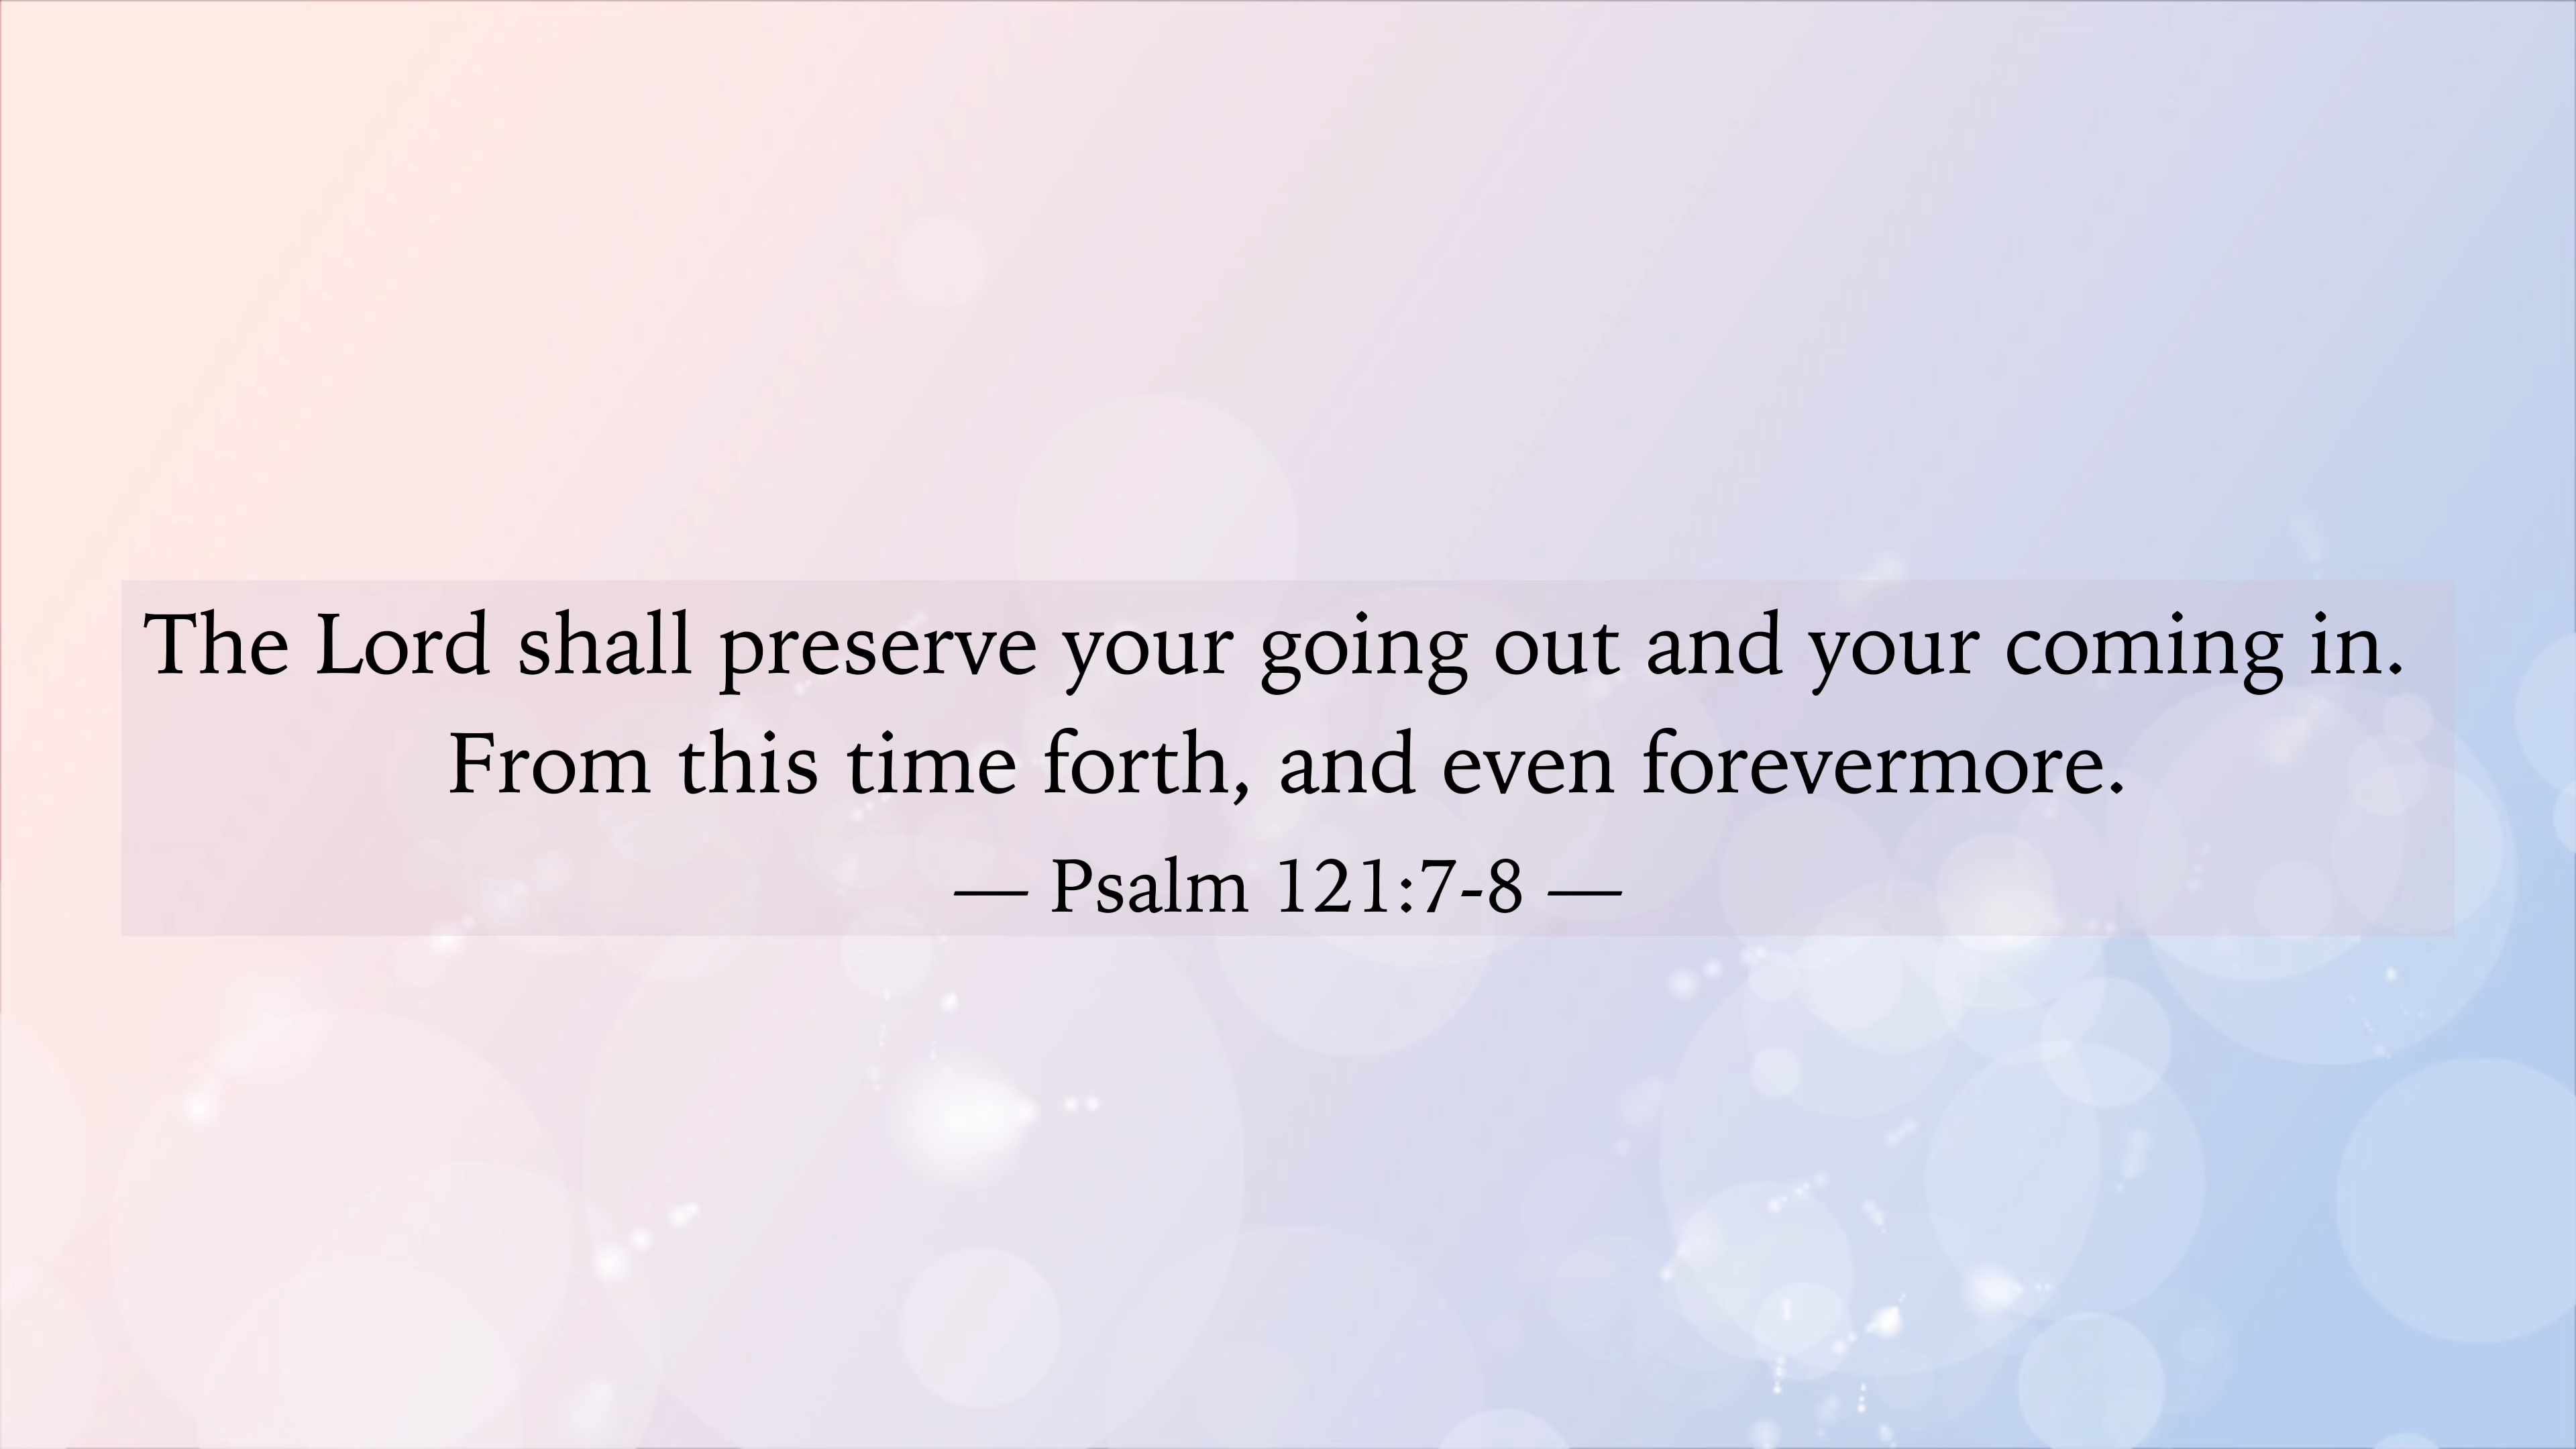 The Lord shall preserve your going out and your coming in.
From this time forth, and even forevermore.
— Psalm 121:7-8 —